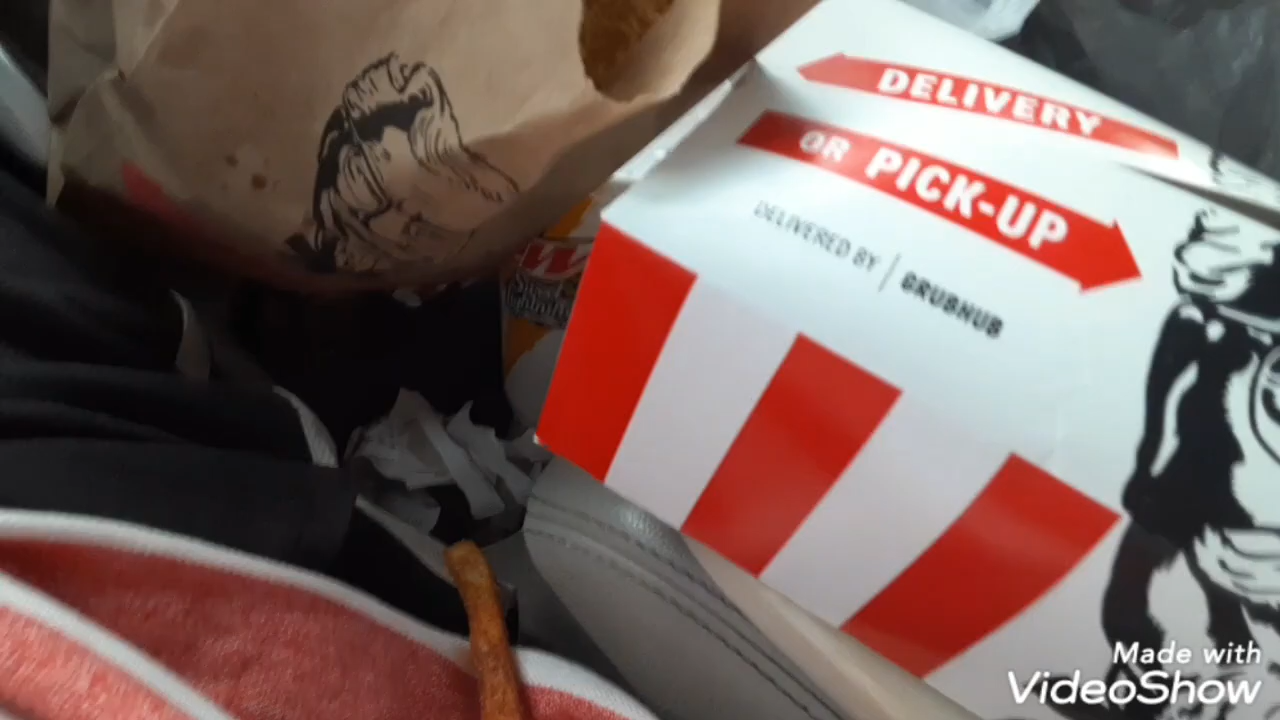 DELIVERY
OR PICK-UP
DELIVERED BY | GRUBHUB
Made with
VideoShow